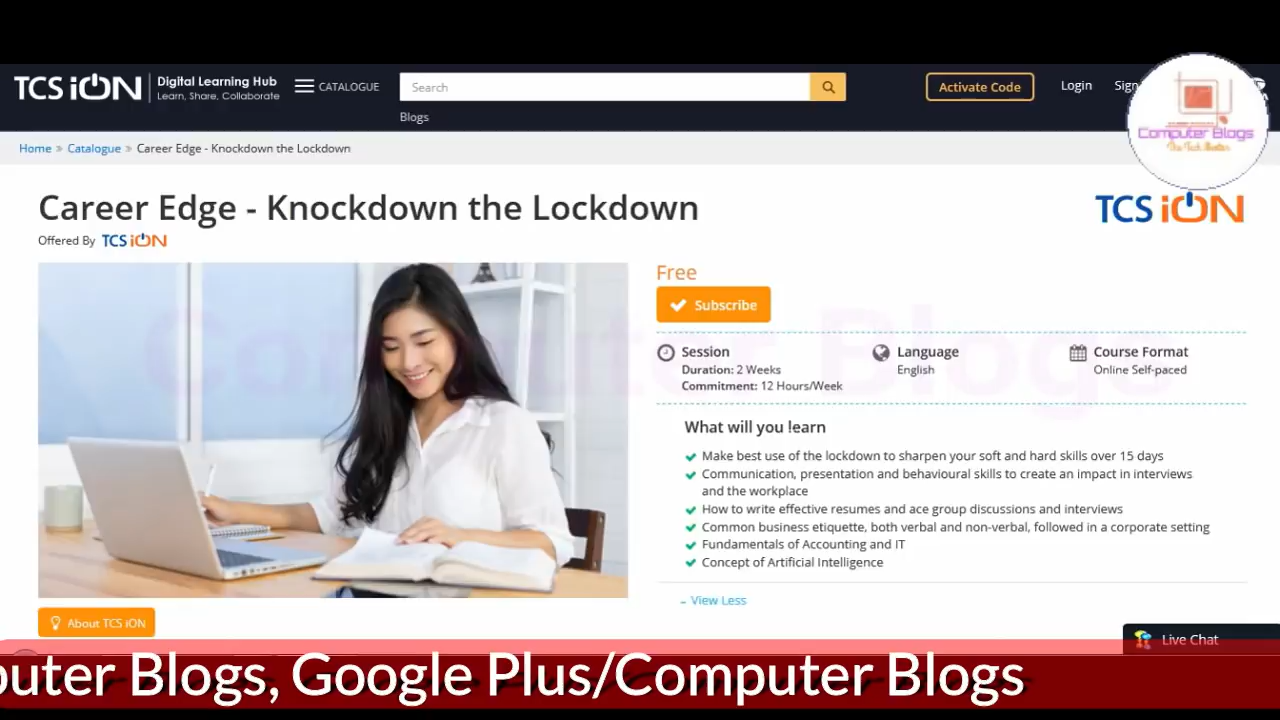 TCS iON
Digital Learning Hub
Learn, Share, Collaborate
CATALOGUE
Search
Activate Code
Login
Blogs
Computer Blogs
Home » Catalogue » Career Edge - Knockdown the Lockdown
Career Edge - Knockdown the Lockdown
TCS iON
Offered By TCS iON
Free
Subscribe
Session
Duration: 2 Weeks
Commitment: 12 Hours/Week
Language
English
Course Format
Online Self-paced
Computer Blogs
What will you learn
Make best use of the lockdown to sharpen your soft and hard skills over 15 days
Communication, presentation and behavioural skills to create an impact in interviews
and the workplace
How to write effective resumes and ace group discussions and interviews
Common business etiquette, both verbal and non-verbal, followed in a corporate setting
Fundamentals of Accounting and IT
Concept of Artificial Intelligence
View Less
About TCS iON
Live Chat
puter Blogs, Google Plus/Computer Blogs